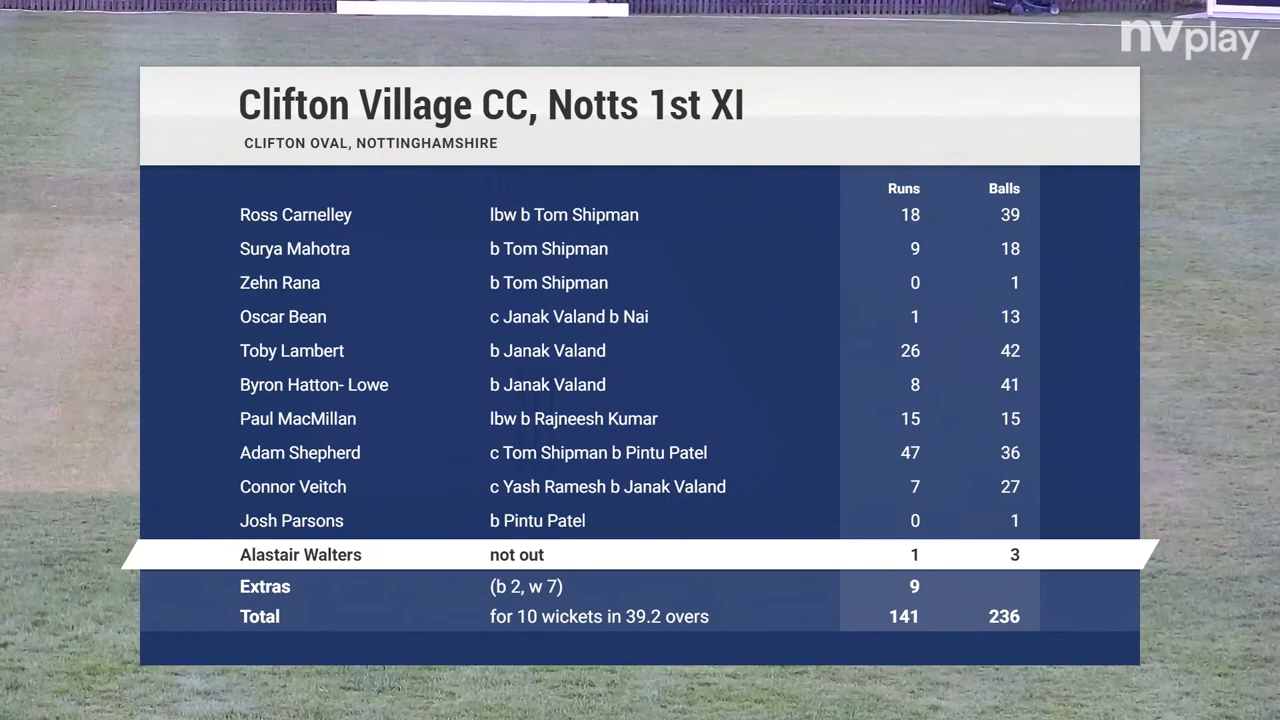 nvplay
Clifton Village CC, Notts 1st XI
CLIFTON OVAL, NOTTINGHAMSHIRE
Runs Balls
Ross Carnelley lbw b Tom Shipman 18 39
Surya Mahotra b Tom Shipman 9 18
Zehn Rana b Tom Shipman 0 1
Oscar Bean c Janak Valand b Nai 1 13
Toby Lambert b Janak Valand 26 42
Byron Hatton- Lowe b Janak Valand 8 41
Paul MacMillan lbw b Rajneesh Kumar 15 15
Adam Shepherd c Tom Shipman b Pintu Patel 47 36
Connor Veitch c Yash Ramesh b Janak Valand 7 27
Josh Parsons b Pintu Patel 0 1
Alastair Walters not out 1 3
Extras (b 2, w 7) 9
Total for 10 wickets in 39.2 overs 141 236